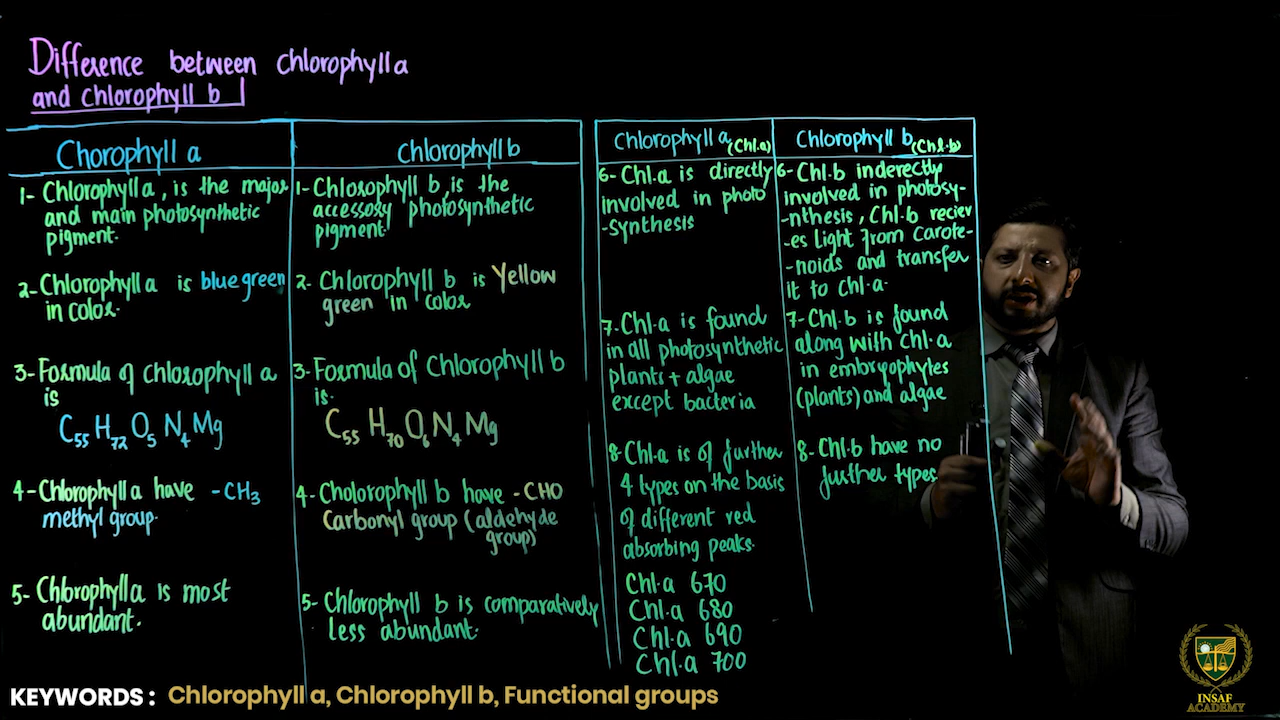 Difference between chlorophyll a
and chlorophyll b
Chorophyll a
1- Chlorophyll a, is the major
and main photosynthetic
pigment.
2- Chlorophyll a is blue green
in color.
3- Formula of chlorophyll a
is
C55 H72 O5 N4 Mg
4- Chlorophyll a have -CH3
methyl group.
5- Chlorophyll a is most
abundant.
Chlorophyll b
1- Chlorophyll b, is the
accessory photosynthetic
pigment.
2- Chlorophyll b is Yellow
green in color
3- Formula of Chlorophyll b
is.
C55 H70 O6 N4 Mg
4- Cholorophyll b have - CHO
Carbonyl group (aldehyde
group)
5- Chlorophyll b is comparatively
less abundant.
Chlorophyll a (Chl.a)
6- Chl.a is directly
involved in photo
-synthesis
7. Chl.a is found
in all photosynthetic
plants + algae
except bacteria
8- Chl.a is of further
4 types on the basis
of different red
absorbing peaks.
Chl.a 670
Chl.a 680
Chl.a 690
Chl.a 700
Chlorophyll b (Chl.b)
6- Chl.b inderectly
involved in photosy-
-nthesis, Chl.b reciev
-es Light from Carote-
-noids and transfer
it to chl.a.
7- Chl.b is found
along with Chl.a
in embryophytes
(plants) and algae
8- Chl.b have no
further types.
KEYWORDS : Chlorophyll a, Chlorophyll b, Functional groups
INSAF
ACADEMY